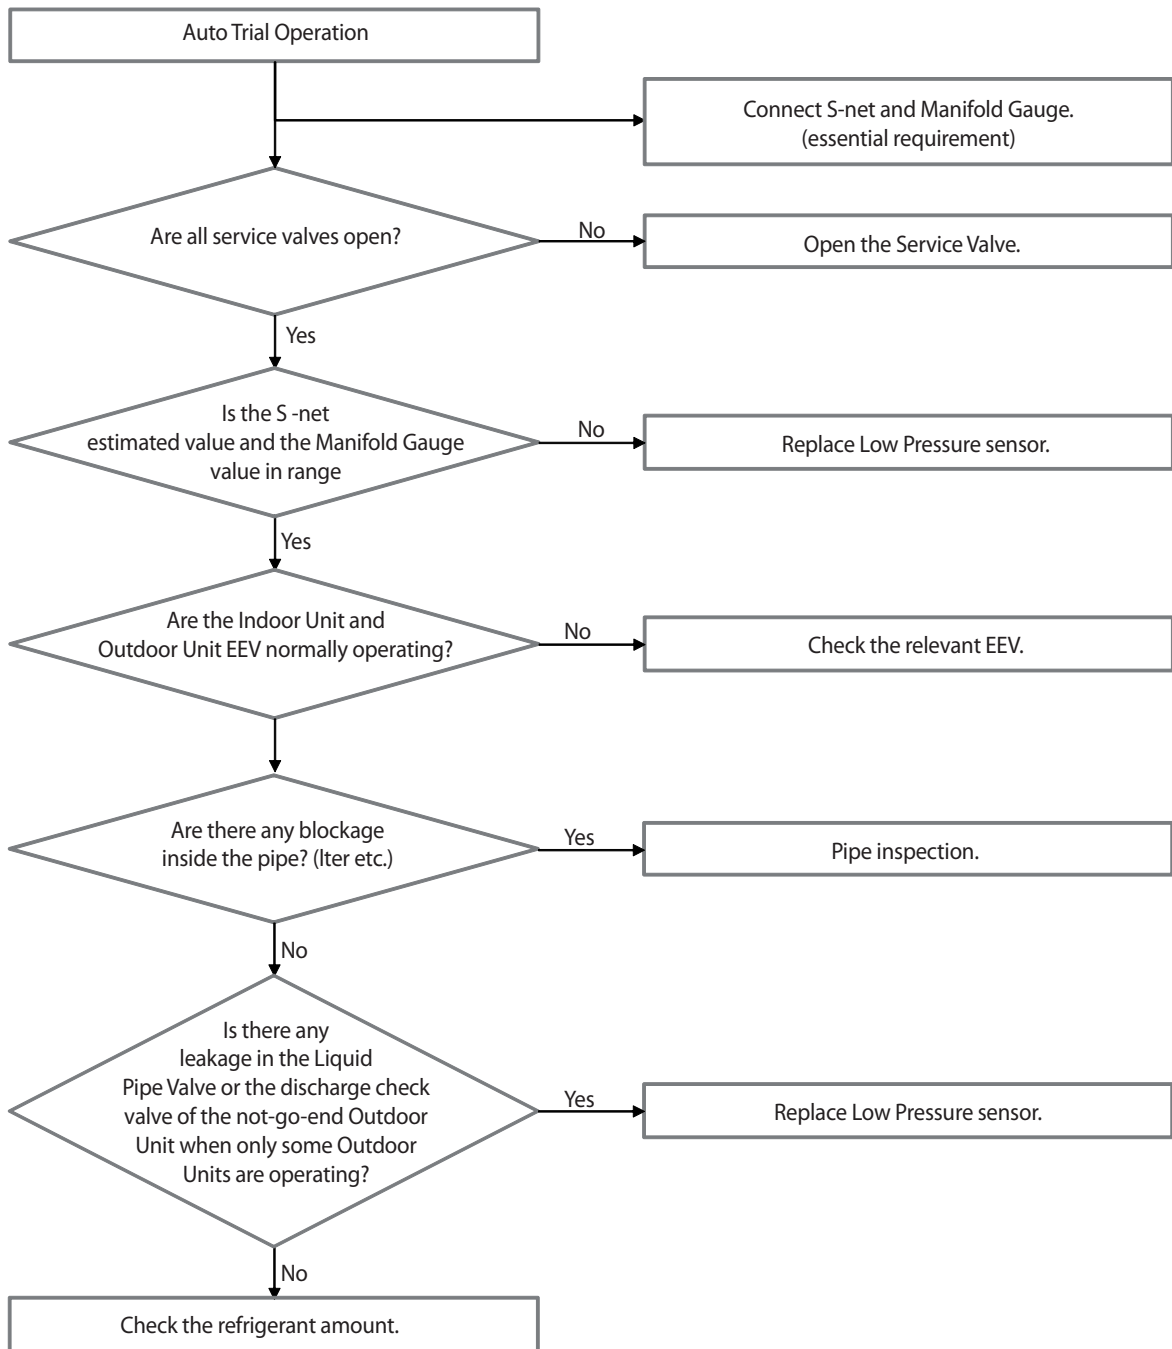 Auto Trial Operation
Connect S-net and Manifold Gauge.
(essential requirement)
Are all service valves open?
No
Open the Service Valve.
Yes
Is the S -net
estimated value and the Manifold Gauge
value in range
No
Replace Low Pressure sensor.
Yes
Are the Indoor Unit and
Outdoor Unit EEV normally operating?
No
Check the relevant EEV.
Are there any blockage
inside the pipe? (lter etc.)
Yes
Pipe inspection.
No
Is there any
leakage in the Liquid
Pipe Valve or the discharge check
valve of the not-go-end Outdoor
Unit when only some Outdoor
Units are operating?
Yes
Replace Low Pressure sensor.
No
Check the refrigerant amount.